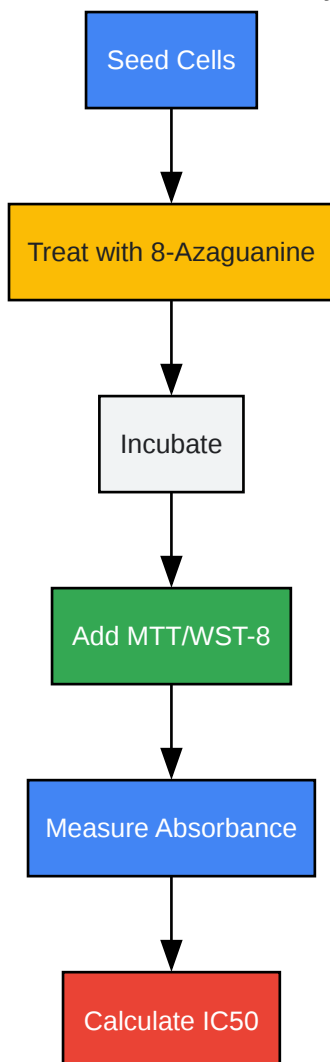 Seed Cells
Treat with 8-Azaguanine
Incubate
Add MTT/WST-8
Measure Absorbance
Calculate IC50